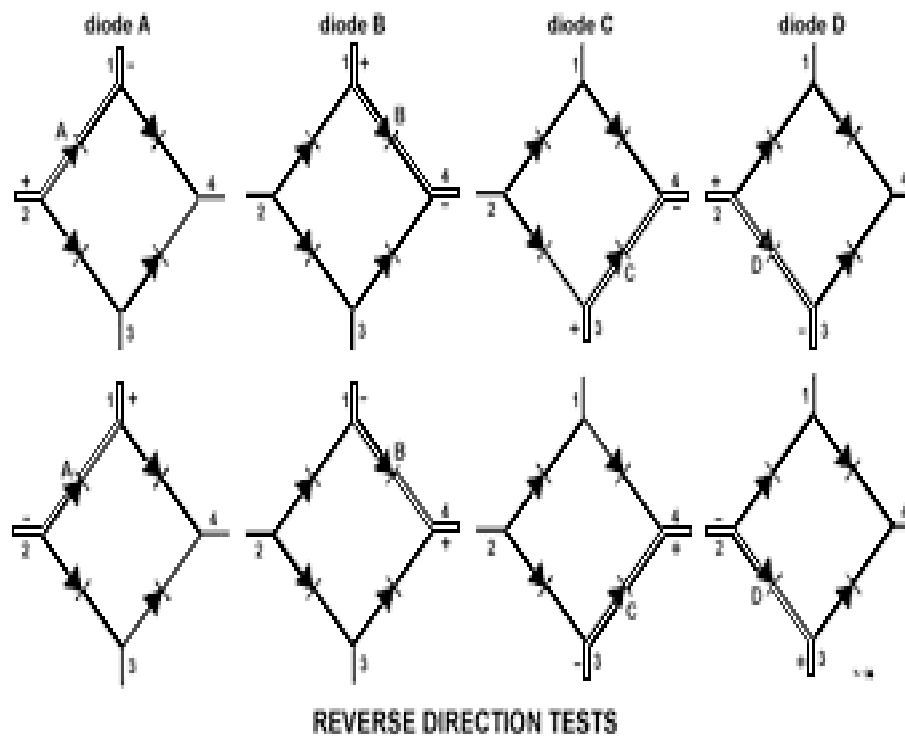 diode A diode B diode C diode D
1 - 1 + 1 1
A B
+ 4 4 4 + 4
2 2 - 2 - 2
C D
3 3 + 3 - 3
1 + 1 - 1 1
A B
- 4 4 4 - 4
2 2 + 2 + 2
C D
3 3 - 3 + 3
REVERSE DIRECTION TESTS